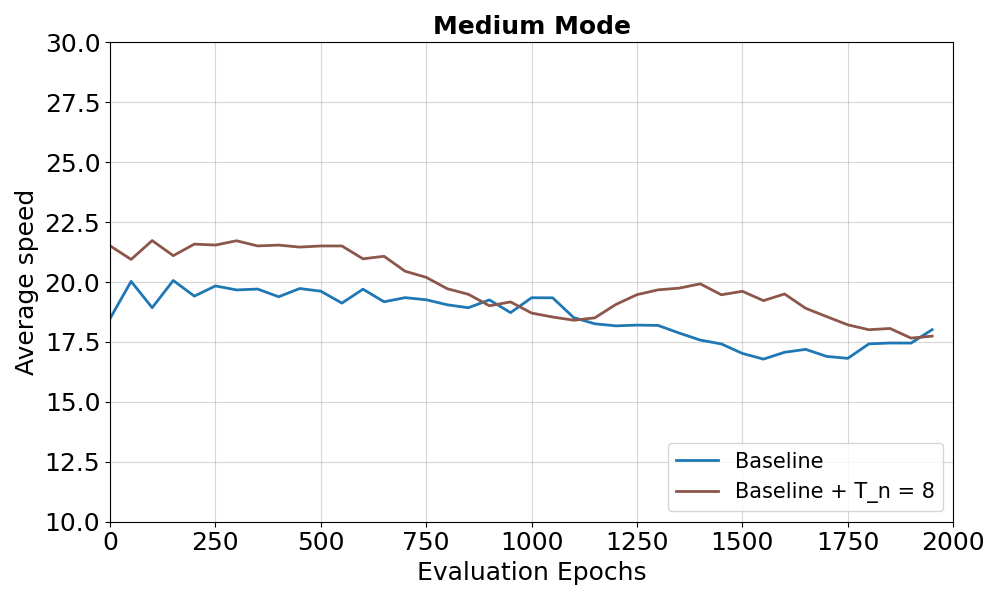 Medium Mode
30.0
27.5
25.0
22.5
20.0
17.5
15.0
12.5
10.0
Average speed
0 250 500 750 1000 1250 1500 1750 2000
Evaluation Epochs
Baseline
Baseline + T_n = 8